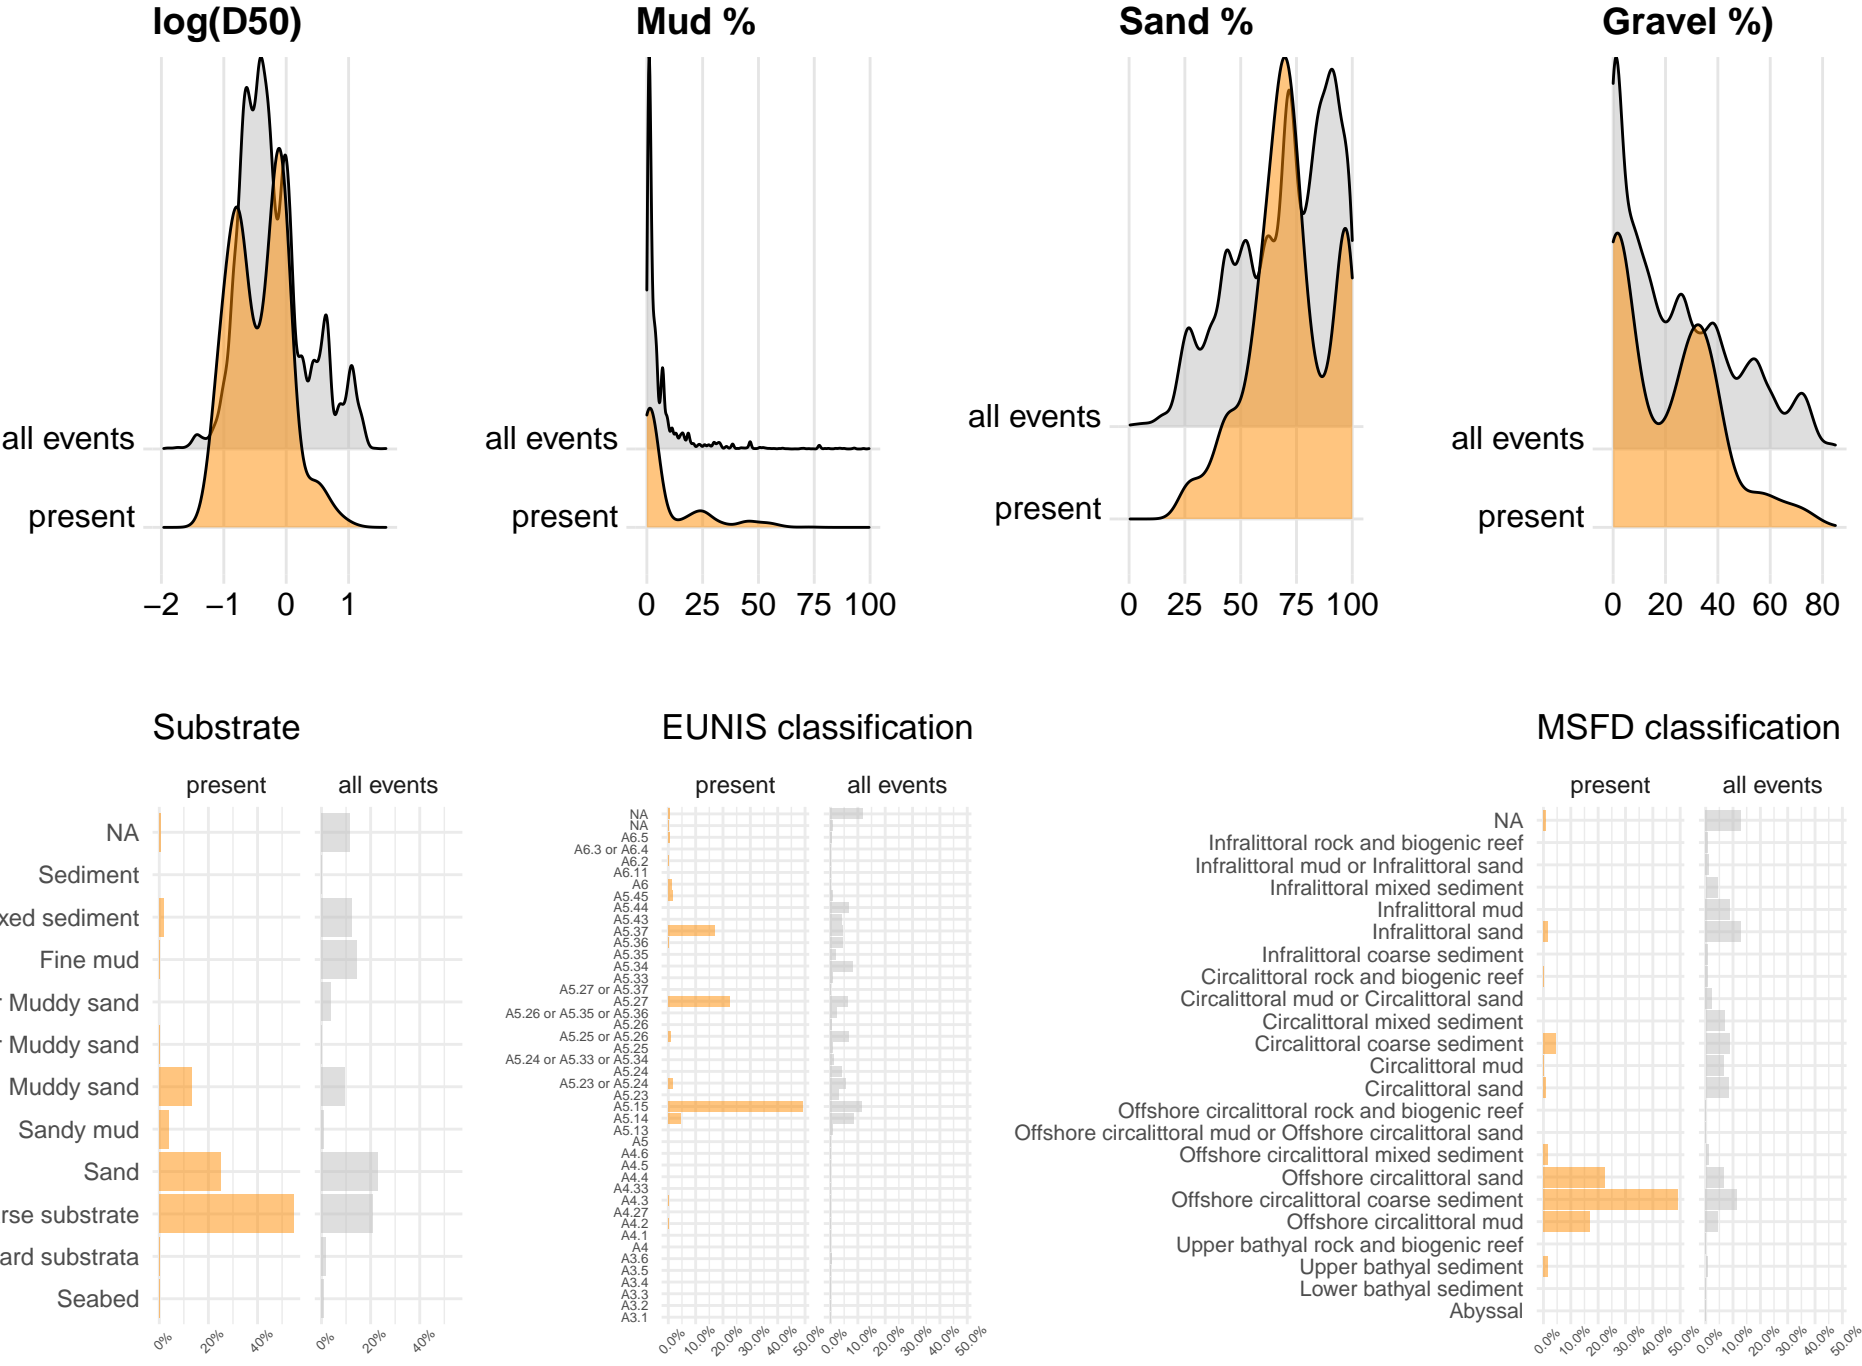 log(D50)
Mud %
Sand %
Gravel %)
all events
present
−2 −1 0 1
all events
present
0 25 50 75 100
all events
present
0 25 50 75 100
all events
present
0 20 40 60 80
Substrate
present all events
NA
Sediment
xed sediment
Fine mud
r Muddy sand
r Muddy sand
Muddy sand
Sandy mud
Sand
rse substrate
ard substrata
Seabed
0% 20% 40% 0% 20% 40%
EUNIS classification
present all events
NA
NA
A6.5
A6.3 or A6.4
A6.2
A6.11
A6
A5.45
A5.44
A5.43
A5.37
A5.36
A5.35
A5.34
A5.33
A5.27 or A5.37
A5.27
A5.26 or A5.35 or A5.36
A5.26
A5.25 or A5.26
A5.25
A5.24 or A5.33 or A5.34
A5.24
A5.23 or A5.24
A5.23
A5.15
A5.14
A5.13
A5
A4.6
A4.5
A4.4
A4.33
A4.3
A4.27
A4.2
A4.1
A4
A3.6
A3.5
A3.4
A3.3
A3.2
A3.1
0.0% 10.0% 20.0% 30.0% 40.0% 50.0% 0.0% 10.0% 20.0% 30.0% 40.0% 50.0%
MSFD classification
present all events
NA
Infralittoral rock and biogenic reef
Infralittoral mud or Infralittoral sand
Infralittoral mixed sediment
Infralittoral mud
Infralittoral sand
Infralittoral coarse sediment
Circalittoral rock and biogenic reef
Circalittoral mud or Circalittoral sand
Circalittoral mixed sediment
Circalittoral coarse sediment
Circalittoral mud
Circalittoral sand
Offshore circalittoral rock and biogenic reef
Offshore circalittoral mud or Offshore circalittoral sand
Offshore circalittoral mixed sediment
Offshore circalittoral sand
Offshore circalittoral coarse sediment
Offshore circalittoral mud
Upper bathyal rock and biogenic reef
Upper bathyal sediment
Lower bathyal sediment
Abyssal
0.0% 10.0% 20.0% 30.0% 40.0% 50.0% 0.0% 10.0% 20.0% 30.0% 40.0% 50.0%